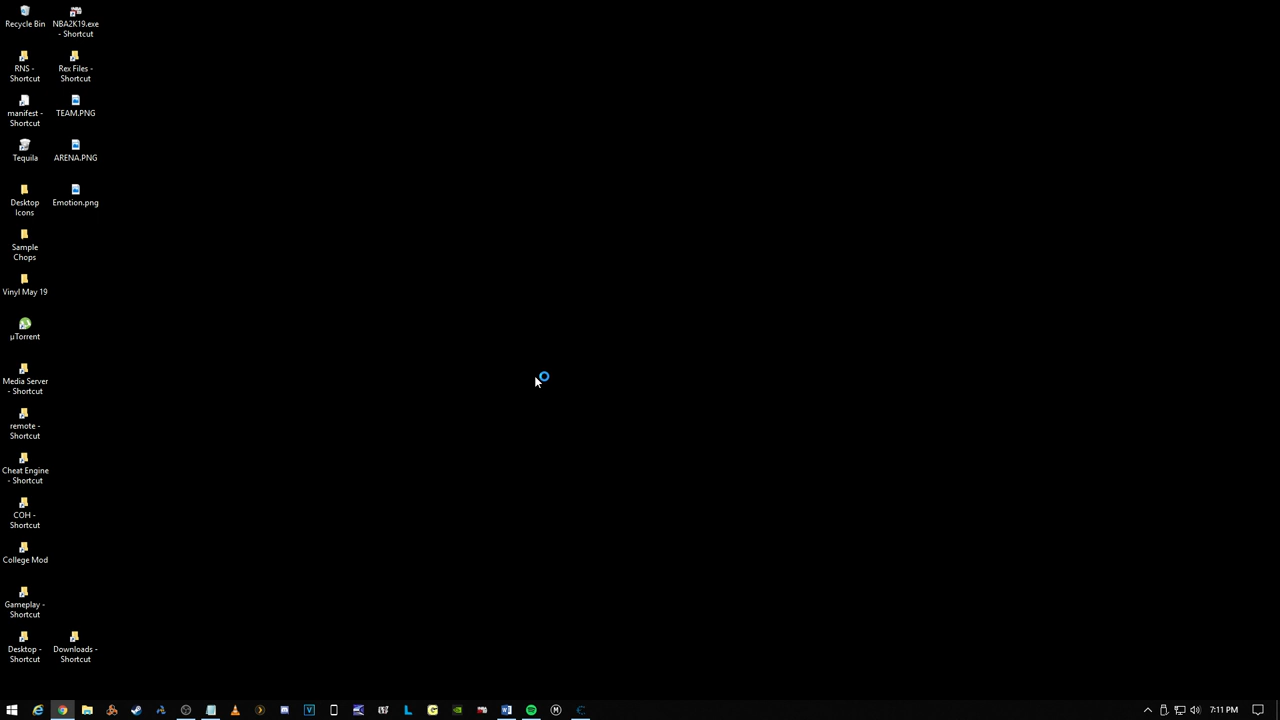 Recycle Bin
NBA2K19.exe
- Shortcut
RNS -
Shortcut
Rex Files -
Shortcut
manifest -
Shortcut
TEAM.PNG
Tequila
ARENA.PNG
Desktop
Icons
Emotion.png
Sample
Chops
Vinyl May 19
µTorrent
Media Server
- Shortcut
remote -
Shortcut
Cheat Engine
- Shortcut
COH -
Shortcut
College Mod
Gameplay -
Shortcut
Desktop -
Shortcut
Downloads -
Shortcut
7:11 PM